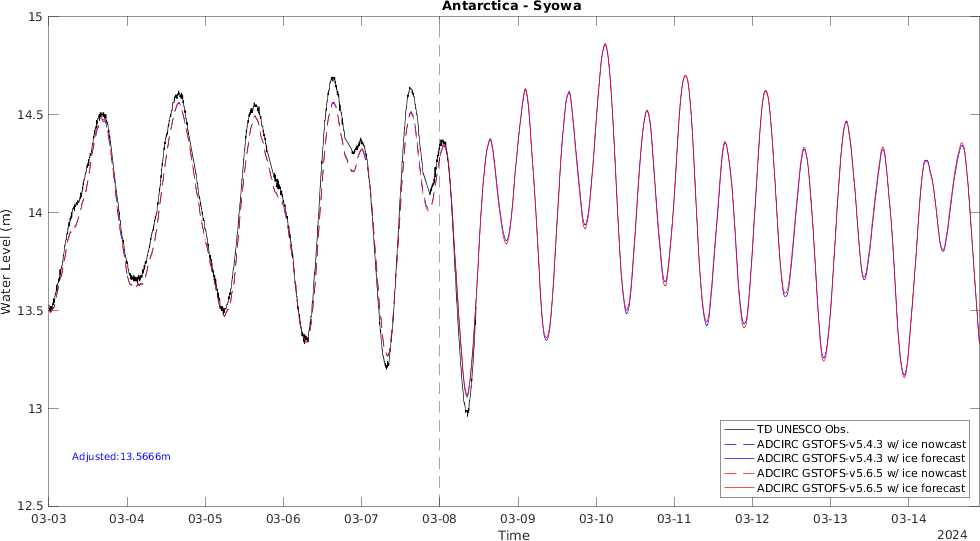 Antarctica - Syowa
15
14.5
14
13.5
13
12.5
Water Level (m)
Adjusted:13.5666m
TD UNESCO Obs.
ADCIRC GSTOFS-v5.4.3 w/ ice nowcast
ADCIRC GSTOFS-v5.4.3 w/ ice forecast
ADCIRC GSTOFS-v5.6.5 w/ ice nowcast
ADCIRC GSTOFS-v5.6.5 w/ ice forecast
03-03 03-04 03-05 03-06 03-07 03-08 03-09 03-10 03-11 03-12 03-13 03-14
Time
2024